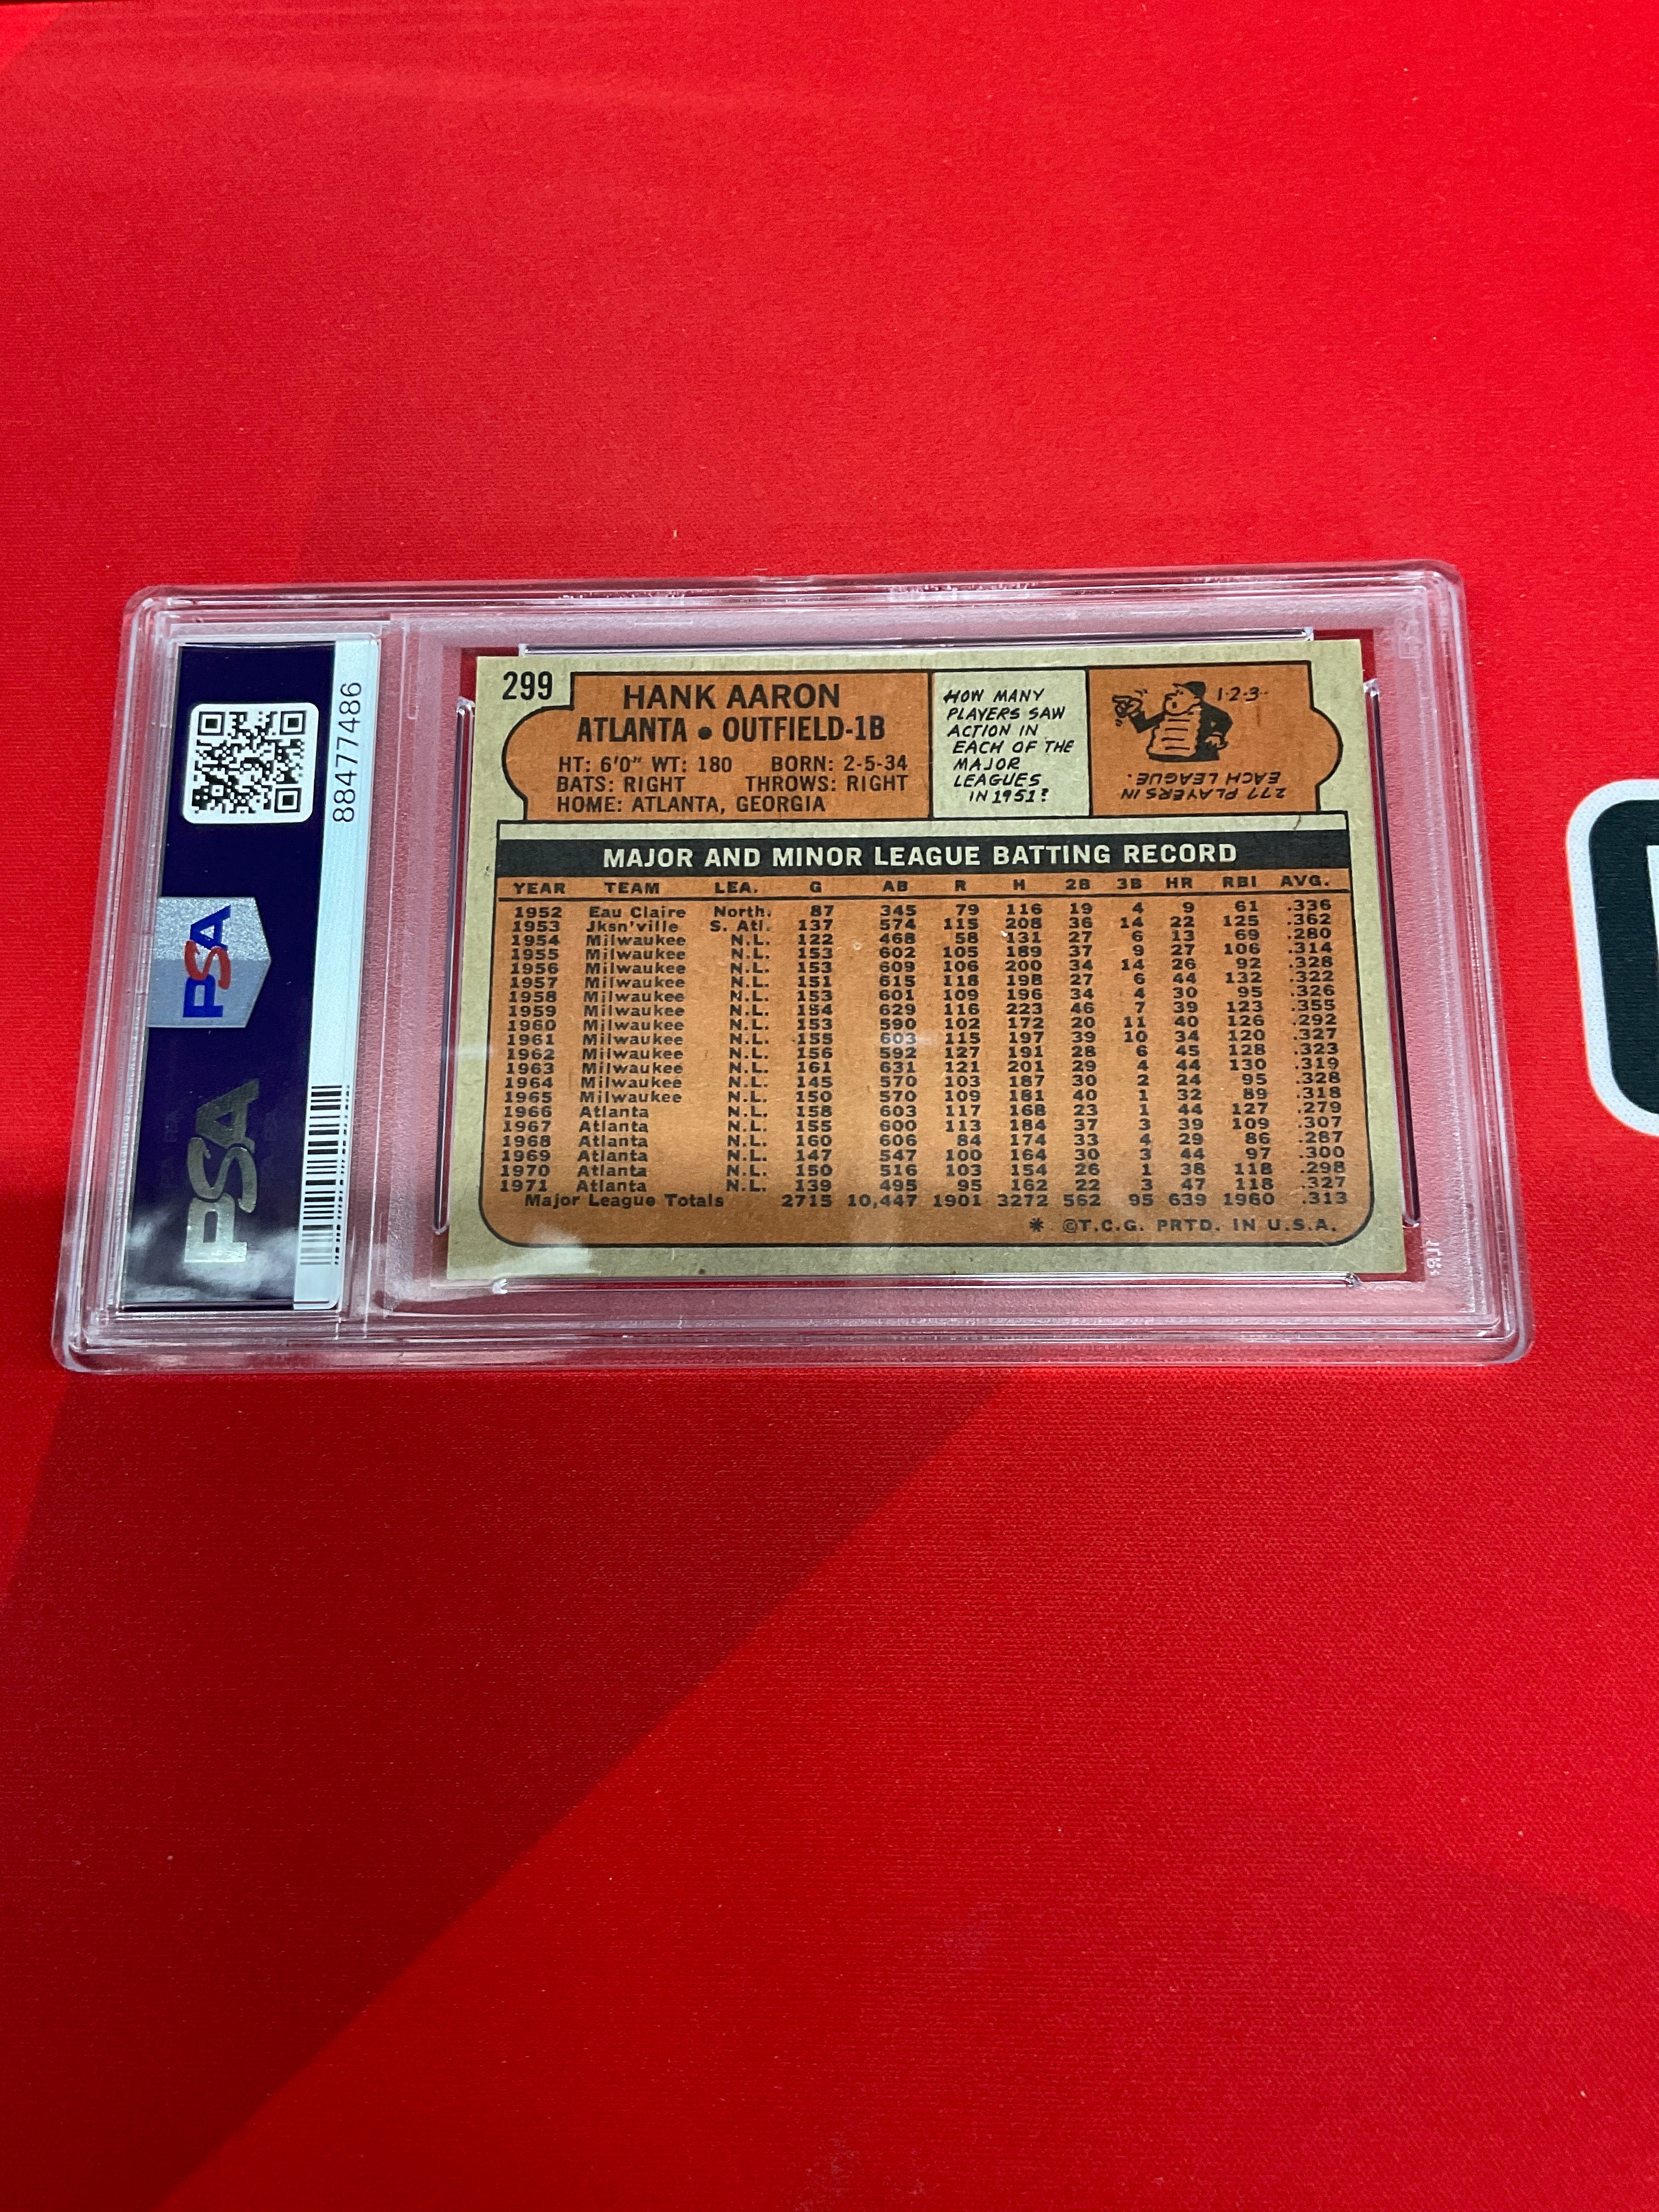 88477486
PSA
PSA
299
HANK AARON
ATLANTA • OUTFIELD-1B
HT: 6'0" WT: 180 BORN: 2-5-34
BATS: RIGHT THROWS: RIGHT
HOME: ATLANTA, GEORGIA
HOW MANY
PLAYERS SAW
ACTION IN
EACH OF THE
MAJOR
LEAGUES
IN 1951?
1-2-3--
277 PLAYERS IN
EACH LEAGUE.
MAJOR AND MINOR LEAGUE BATTING RECORD
YEAR TEAM LEA. G AB R H 2B 3B HR RBI AVG.
1952 Eau Claire North. 87 345 79 116 19 4 9 61 .336
1953 Jksn'ville S. Atl. 137 574 115 208 36 14 22 125 .362
1954 Milwaukee N.L. 122 468 58 131 27 6 13 69 .280
1955 Milwaukee N.L. 153 602 105 189 37 9 27 106 .314
1956 Milwaukee N.L. 153 609 106 200 34 14 26 92 .328
1957 Milwaukee N.L. 151 615 118 198 27 6 44 132 .322
1958 Milwaukee N.L. 153 601 109 196 34 4 30 95 .326
1959 Milwaukee N.L. 154 629 116 223 46 7 39 123 .355
1960 Milwaukee N.L. 153 590 102 172 20 11 40 126 .292
1961 Milwaukee N.L. 155 603 115 197 39 10 34 120 .327
1962 Milwaukee N.L. 156 592 127 191 28 6 45 128 .323
1963 Milwaukee N.L. 161 631 121 201 29 4 44 130 .319
1964 Milwaukee N.L. 145 570 103 187 30 2 24 95 .328
1965 Milwaukee N.L. 150 570 109 181 40 1 32 89 .318
1966 Atlanta N.L. 158 603 117 168 23 1 44 127 .279
1967 Atlanta N.L. 155 600 113 184 37 3 39 109 .307
1968 Atlanta N.L. 160 606 84 174 33 4 29 86 .287
1969 Atlanta N.L. 147 547 100 164 30 3 44 97 .300
1970 Atlanta N.L. 150 516 103 154 26 1 38 118 .298
1971 Atlanta N.L. 139 495 95 162 22 3 47 118 .327
Major League Totals 2715 10,447 1901 3272 562 95 639 1960 .313
* ©T.C.G. PRTD. IN U.S.A.